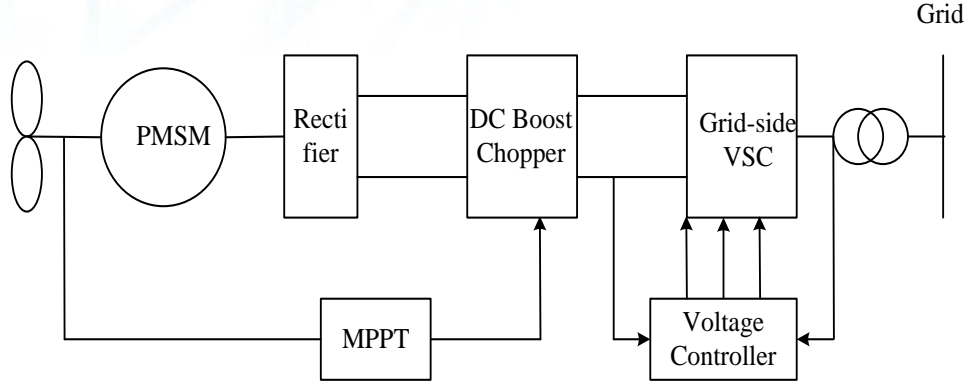 Grid
PMSM
Recti
fier
DC Boost
Chopper
Grid-side
VSC
MPPT
Voltage
Controller